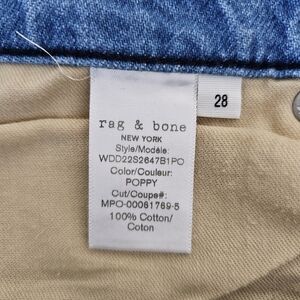 28
rag & bone
NEW YORK
Style/Modèle:
WDD22S2647B1PO
Color/Couleur:
POPPY
Cut/Coupe#:
MPO-00061769-5
100% Cotton/
Coton